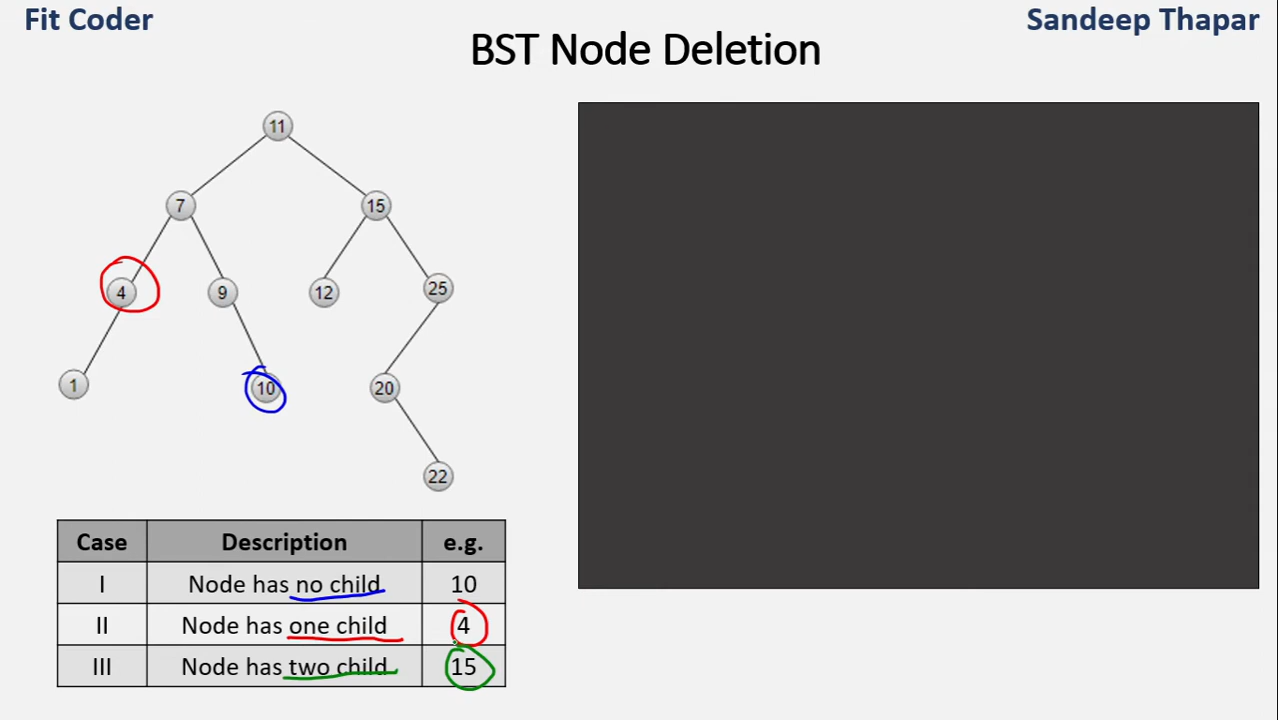 Fit Coder
Sandeep Thapar
BST Node Deletion
11
7
15
4
9
12
25
1
10
20
22
Case Description e.g.
I Node has no child 10
II Node has one child 4
III Node has two child 15